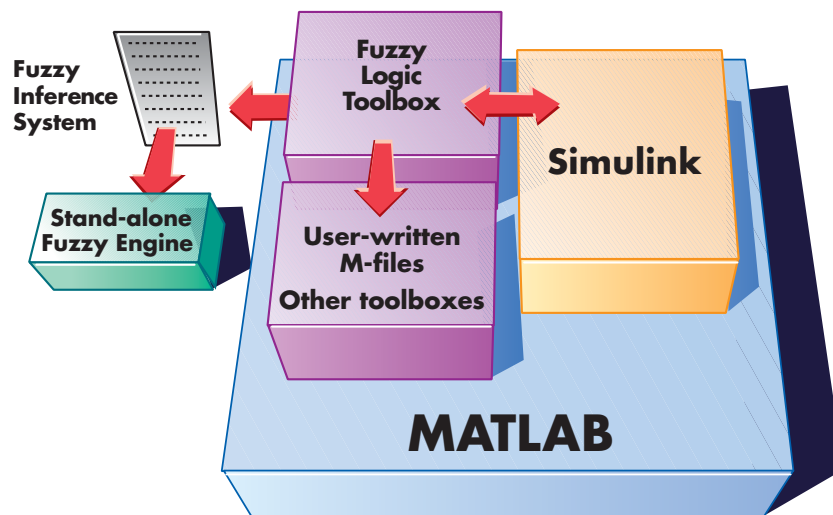 Fuzzy
Inference
System
Fuzzy
Logic
Toolbox
Simulink
Stand-alone
Fuzzy Engine
User-written
M-files
Other toolboxes
MATLAB